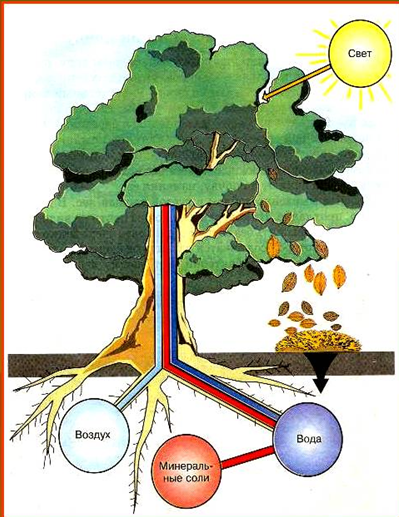 Свет
Воздух
Вода
Минераль-
ные соли